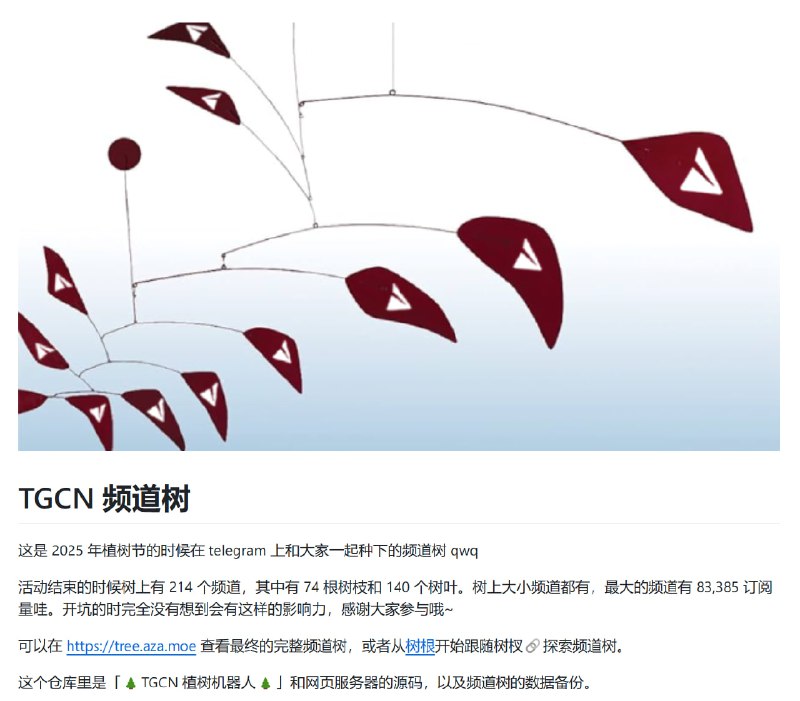 TGCN 频道树
这是 2025 年植树节的时候在 telegram 上和大家一起种下的频道树 qwq
活动结束的时候树上有 214 个频道，其中有 74 根树枝和 140 个树叶。树上大小频道都有，最大的频道有 83,385 订阅
量哇。开坑的时完全没有想到会有这样的影响力，感谢大家参与哦~
可以在 https://tree.aza.moe 查看最终的完整频道树，或者从树根开始跟随树杈🔗探索频道树。
这个仓库里是「🌲TGCN 植树机器人🌲」和网页服务器的源码，以及频道树的数据备份。